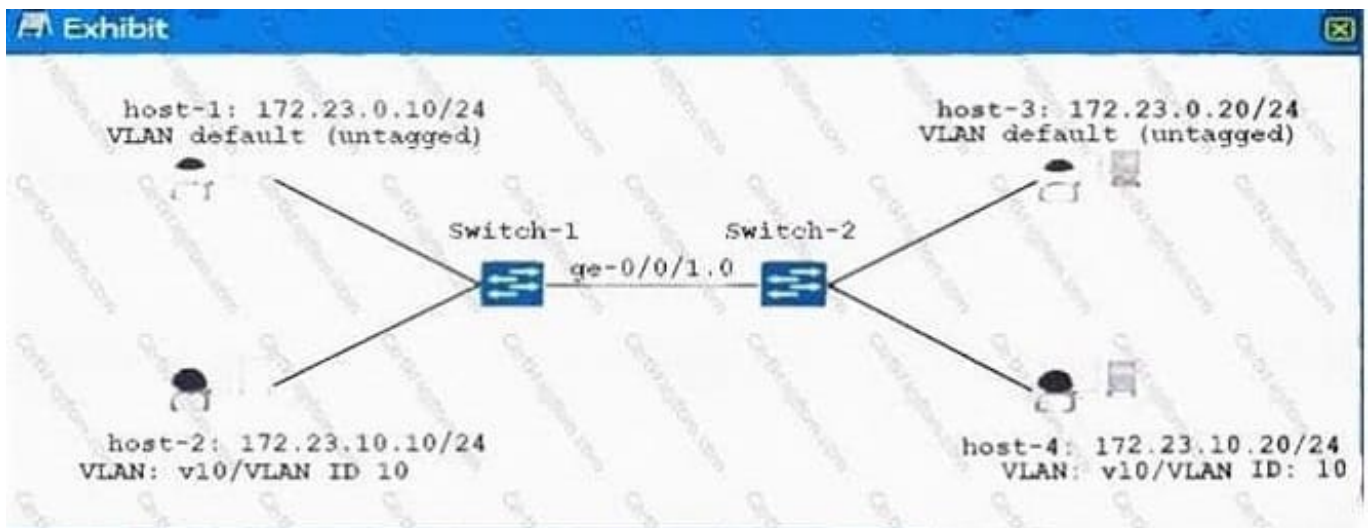 Exhibit
host-1: 172.23.0.10/24
VLAN default (untagged)
host-3: 172.23.0.20/24
VLAN default (untagged)
Switch-1
Switch-2
ge-0/0/1.0
host-2: 172.23.10.10/24
VLAN: v10/VLAN ID 10
host-4: 172.23.10.20/24
VLAN: v10/VLAN ID: 10